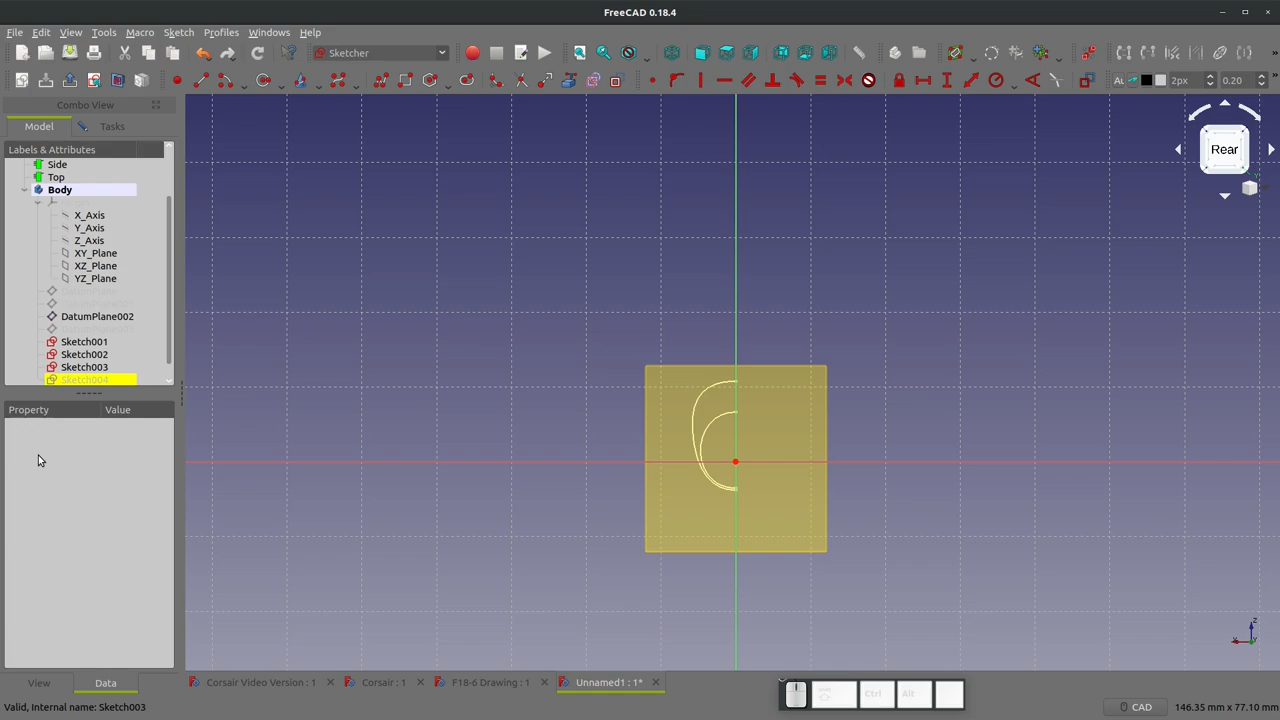 FreeCAD 0.18.4
File Edit View Tools Macro Sketch Profiles Windows Help
Sketcher
2px 0.20
Combo View
Model Tasks
Labels & Attributes
Side
Top
Body
X_Axis
Y_Axis
Z_Axis
XY_Plane
XZ_Plane
YZ_Plane
DatumPlane002
Sketch001
Sketch002
Sketch003
Sketch004
Property Value
Rear
Y
Z
View Data
Corsair Video Version : 1
Corsair : 1
F18-6 Drawing : 1
Unnamed1 : 1*
Ctrl Alt
Valid, Internal name: Sketch003
CAD
146.35 mm x 77.10 mm